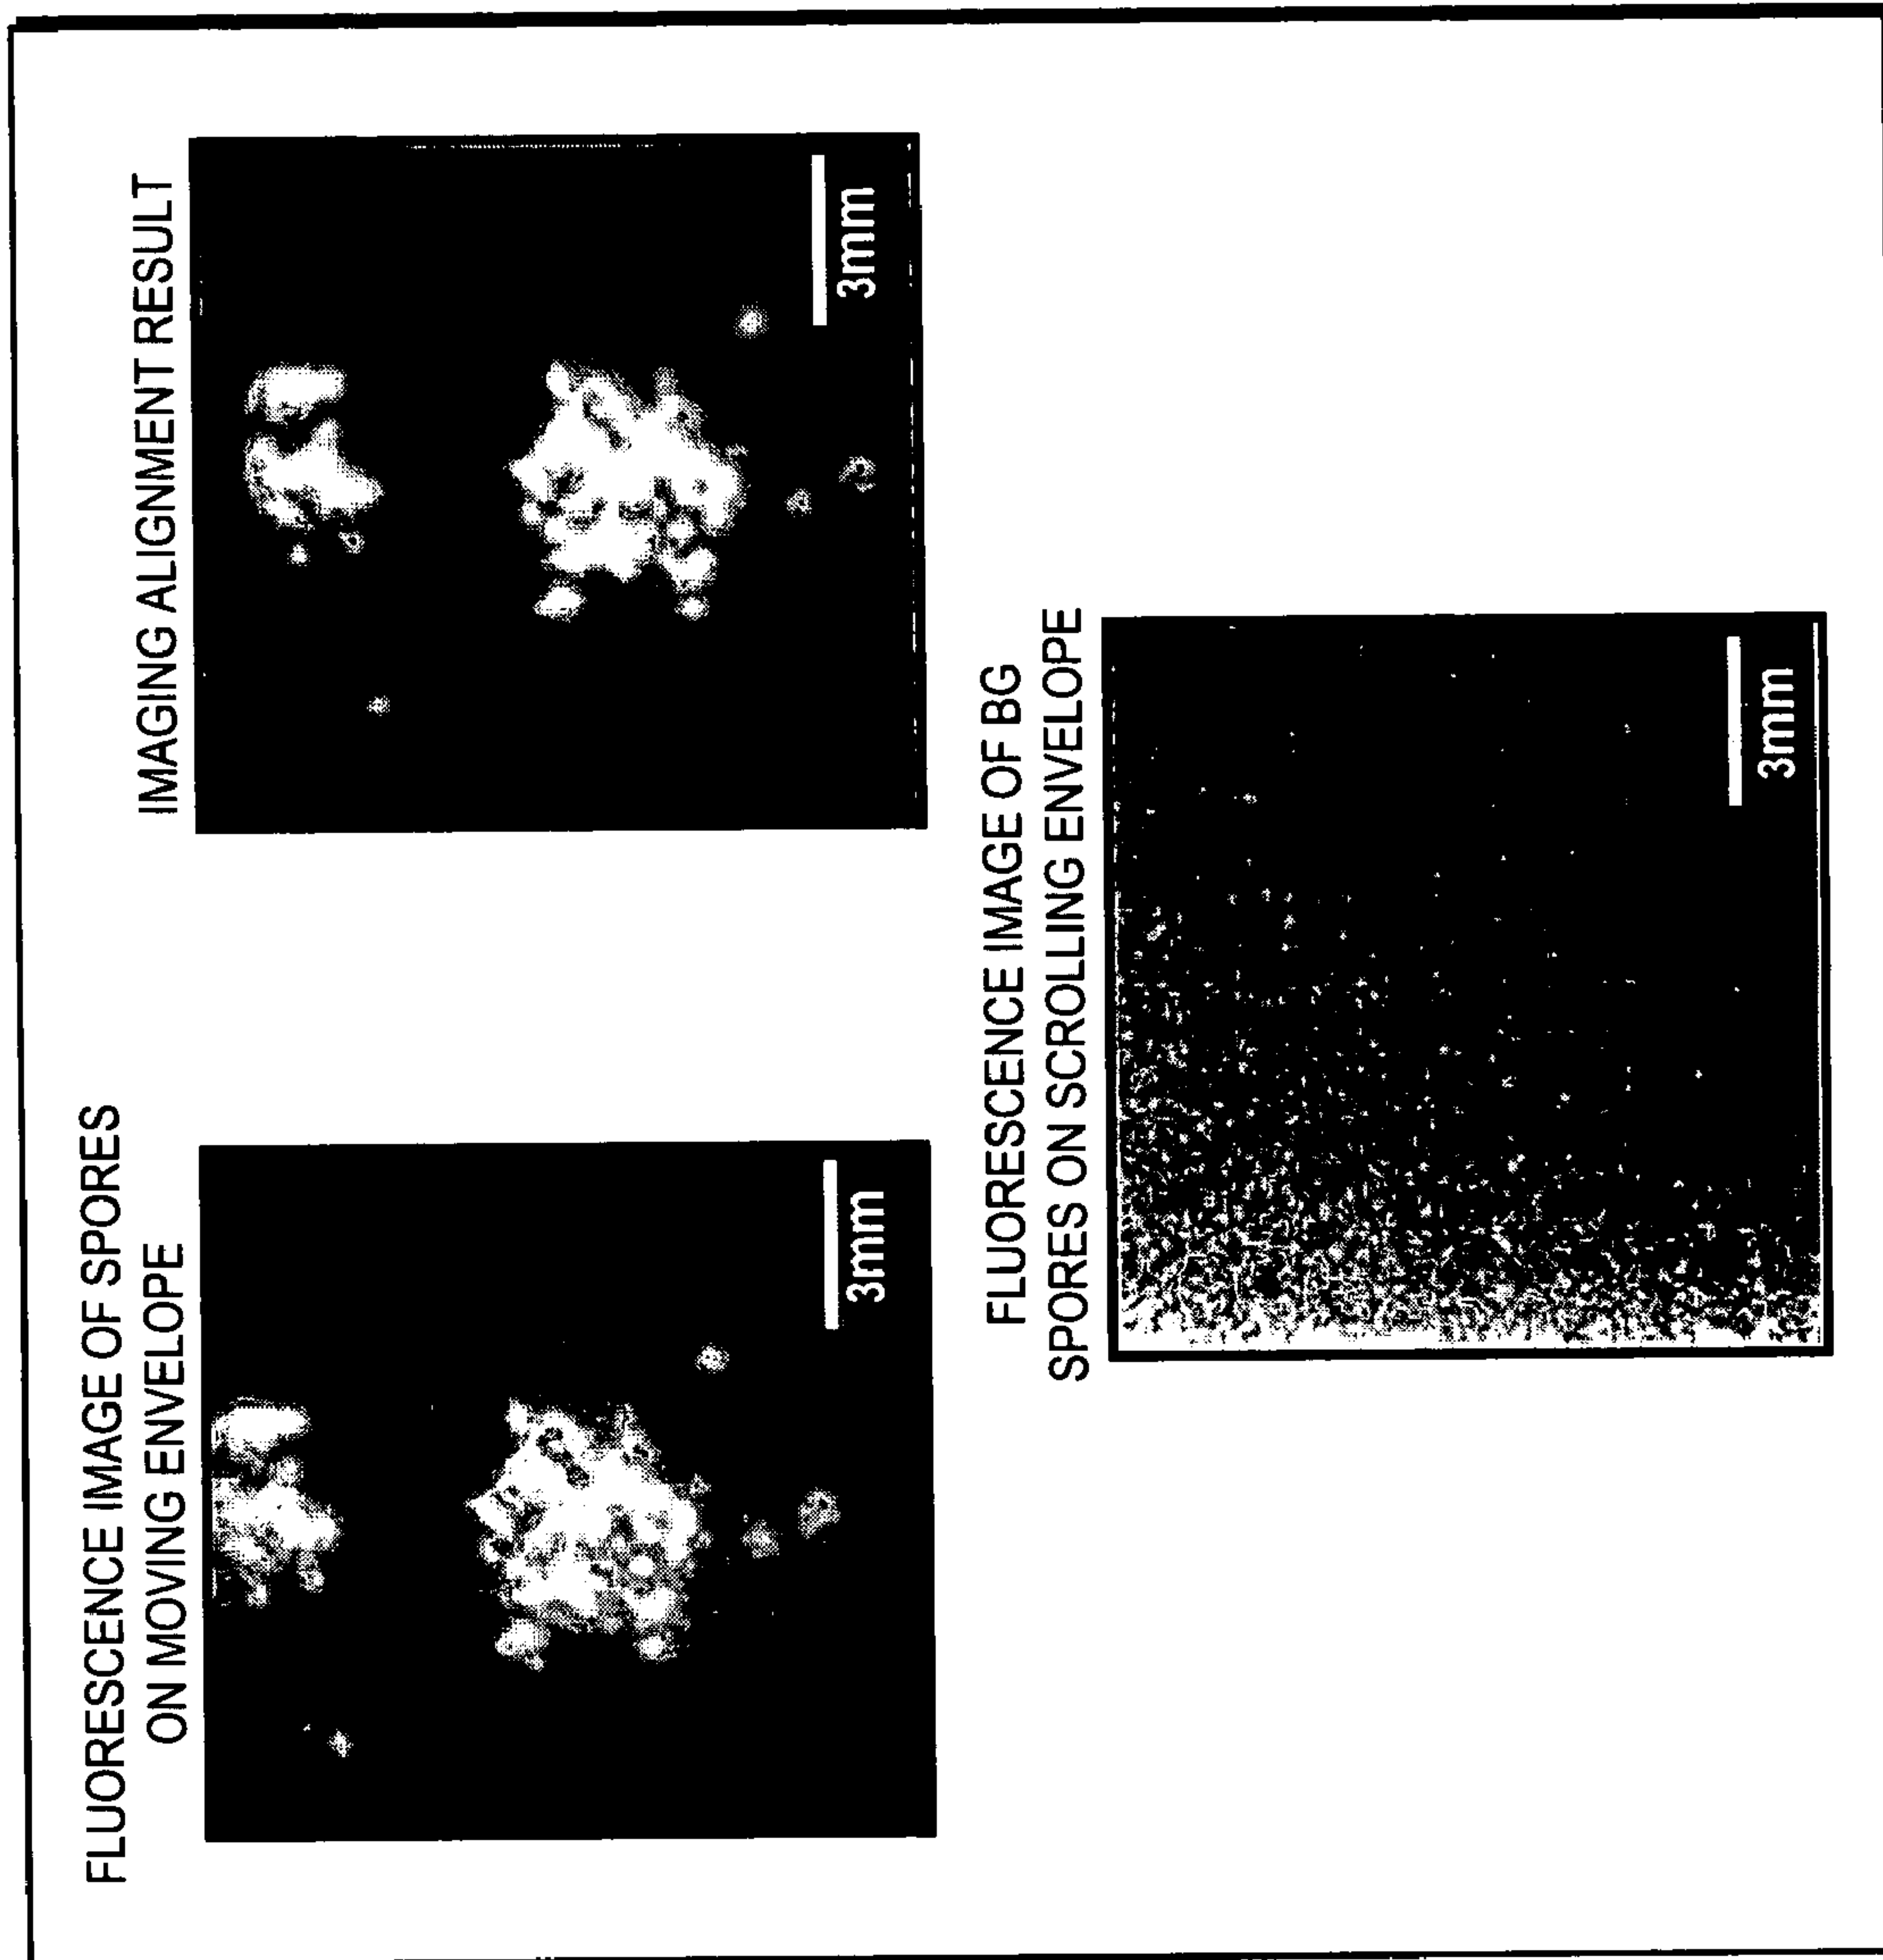 FLUORESCENCE IMAGE OF SPORES
ON MOVING ENVELOPE
3mm
IMAGING ALIGNMENT RESULT
3mm
FLUORESCENCE IMAGE OF BG
SPORES ON SCROLLING ENVELOPE
3mm